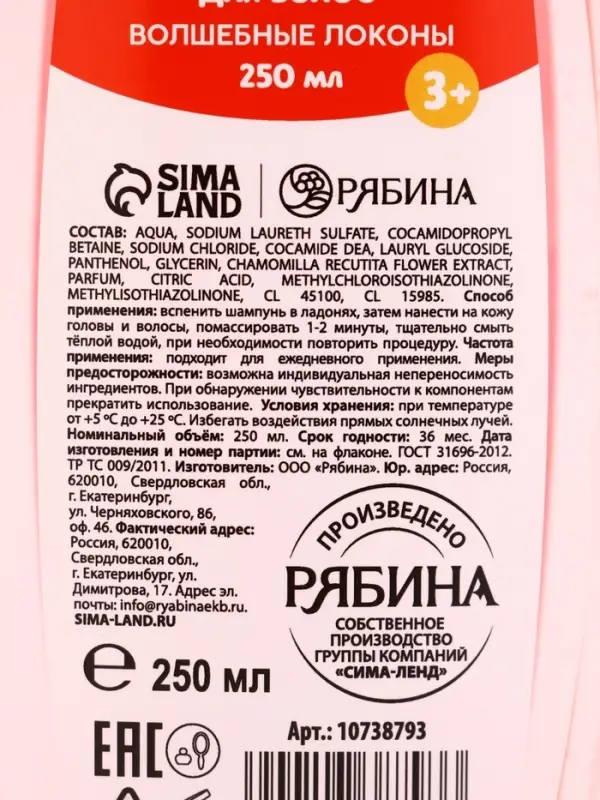 ДЛЯ ВОЛОС
ВОЛШЕБНЫЕ ЛОКОНЫ
250 мл
3+
SIMA LAND
РЯБИНА
СОСТАВ: AQUA, SODIUM LAURETH SULFATE, COCAMIDOPROPYL
BETAINE, SODIUM CHLORIDE, COCAMIDE DEA, LAURYL GLUCOSIDE,
PANTHENOL, GLYCERIN, CHAMOMILLA RECUTITA FLOWER EXTRACT,
PARFUM, CITRIC ACID, METHYLCHLOROISOTHIAZOLINONE,
METHYLISOTHIAZOLINONE, CL 45100, CL 15985. Способ
применения: вспенить шампунь в ладонях, затем нанести на кожу
головы и волосы, помассировать 1-2 минуты, тщательно смыть
тёплой водой, при необходимости повторить процедуру. Частота
применения: подходит для ежедневного применения. Меры
предосторожности: возможна индивидуальная непереносимость
ингредиентов. При обнаружении чувствительности к компонентам
прекратить использование. Условия хранения: при температуре
от +5 ºС до +25 ºС. Избегать воздействия прямых солнечных лучей.
Номинальный объём: 250 мл. Срок годности: 36 мес. Дата
изготовления и номер партии: см. на флаконе. ГОСТ 31696-2012.
ТР ТС 009/2011. Изготовитель: ООО «Рябина». Юр. адрес: Россия,
620010, Свердловская обл.,
г. Екатеринбург,
ул. Черняховского, 86,
оф. 46. Фактический адрес:
Россия, 620010,
Свердловская обл.,
г. Екатеринбург, ул.
Димитрова, 17. Адрес эл.
почты: info@ryabinaekb.ru.
SIMA-LAND.RU
ПРОИЗВЕДЕНО
РЯБИНА
СОБСТВЕННОЕ
ПРОИЗВОДСТВО
ГРУППЫ КОМПАНИЙ
«СИМА-ЛЕНД»
℮ 250 мл
Арт.: 10738793
EAC